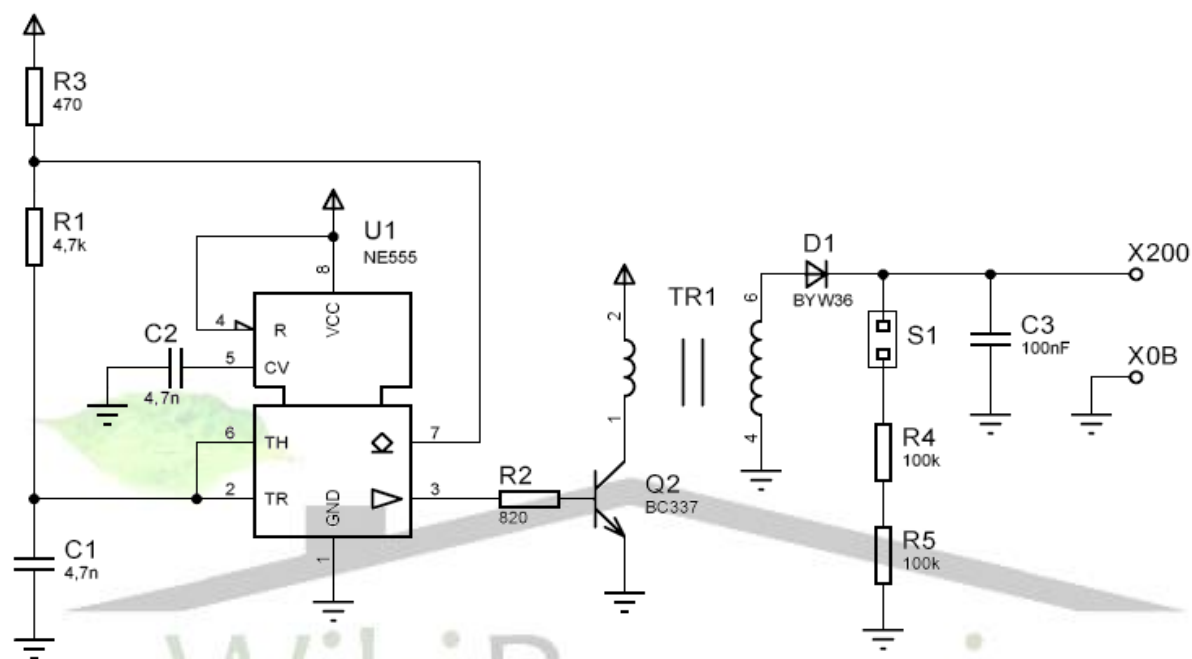 R3
470
R1
4,7k
U1
NE555
8
VCC
4
R
C2
5
CV
4,7n
6
TH
7
2
TR
3
GND
1
C1
4,7n
R2
820
Q2
BC337
2
1
TR1
6
4
D1
BYW36
S1
C3
100nF
X200
X0B
R4
100k
R5
100k